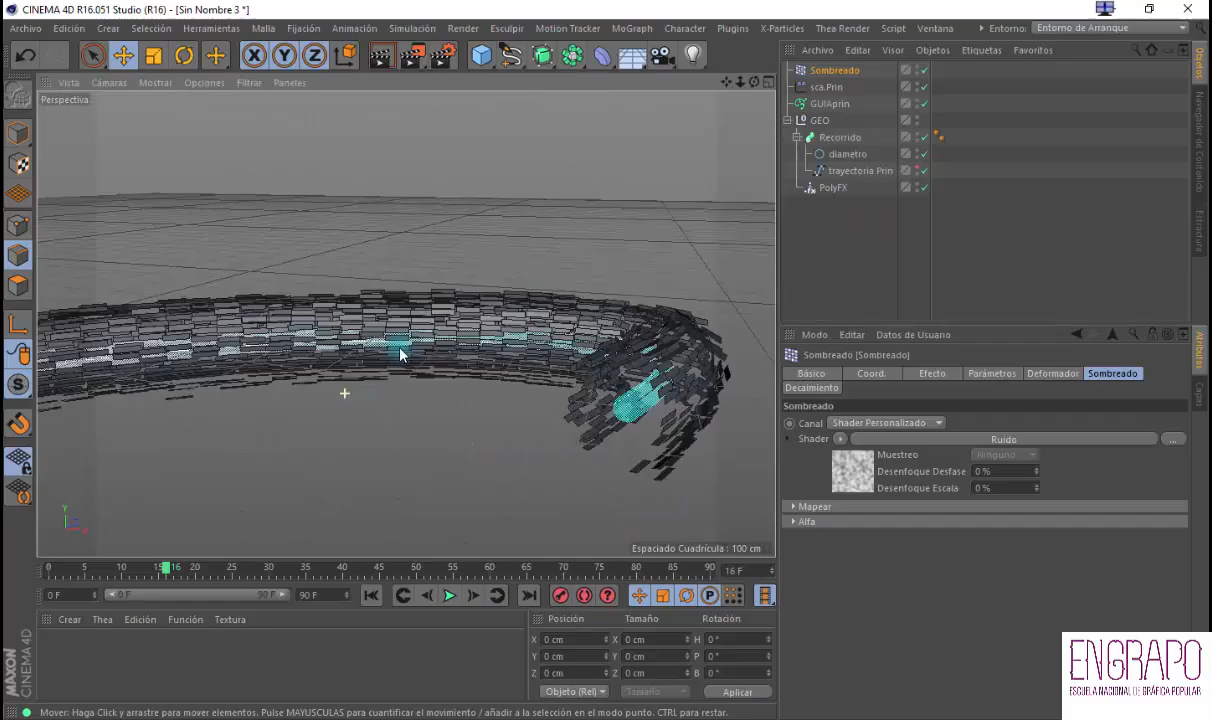 CINEMA 4D R16.051 Studio (R16) - [Sin Nombre 3 *]
Archivo Edición Crear Selección Herramientas Malla Fijación Animación Simulación Render Esculpir Motion Tracker MoGraph Character Plugins X-Particles Thea Render Script Ventana Entorno: Entorno de Arranque
X Y Z
Archivo Editar Visor Objetos Etiquetas Favoritos
Vista Cámaras Mostrar Opciones Filtrar Paneles
Perspectiva
Sombreado
sca.Prin
GUIAprin
GEO
Recorrido
diametro
trayectoria Prin
PolyFX
Objetos
Navegador de Contenido
Estructura
Modo Editar Datos de Usuario
Sombreado [Sombreado]
Básico Coord. Efecto Parámetros Deformador Sombreado
Decaimiento
Sombreado
Canal Shader Personalizado
Shader Ruido ...
Muestreo Ninguno
Desenfoque Desfase 0 %
Desenfoque Escala 0 %
Mapear
Alfa
Atributos
Capas
Y
Z
X
Espaciado Cuadrícula : 100 cm
0 5 10 15 16 20 25 30 35 40 45 50 55 60 65 70 75 80 85 90 16 F
0 F 0 F 90 F 90 F
Crear Thea Edición Función Textura
Posición Tamaño Rotación
X 0 cm X 0 cm H 0 °
Y 0 cm Y 0 cm P 0 °
Z 0 cm Z 0 cm B 0 °
Objeto (Rel) Tamaño Aplicar
MAXON
CINEMA 4D
Mover: Haga Click y arrastre para mover elementos. Pulse MAYUSCULAS para cuantificar el movimiento / añadir a la selección en el modo punto. CTRL para restar.
ENGRAPO
ESCUELA NACIONAL DE GRÁFICA POPULAR